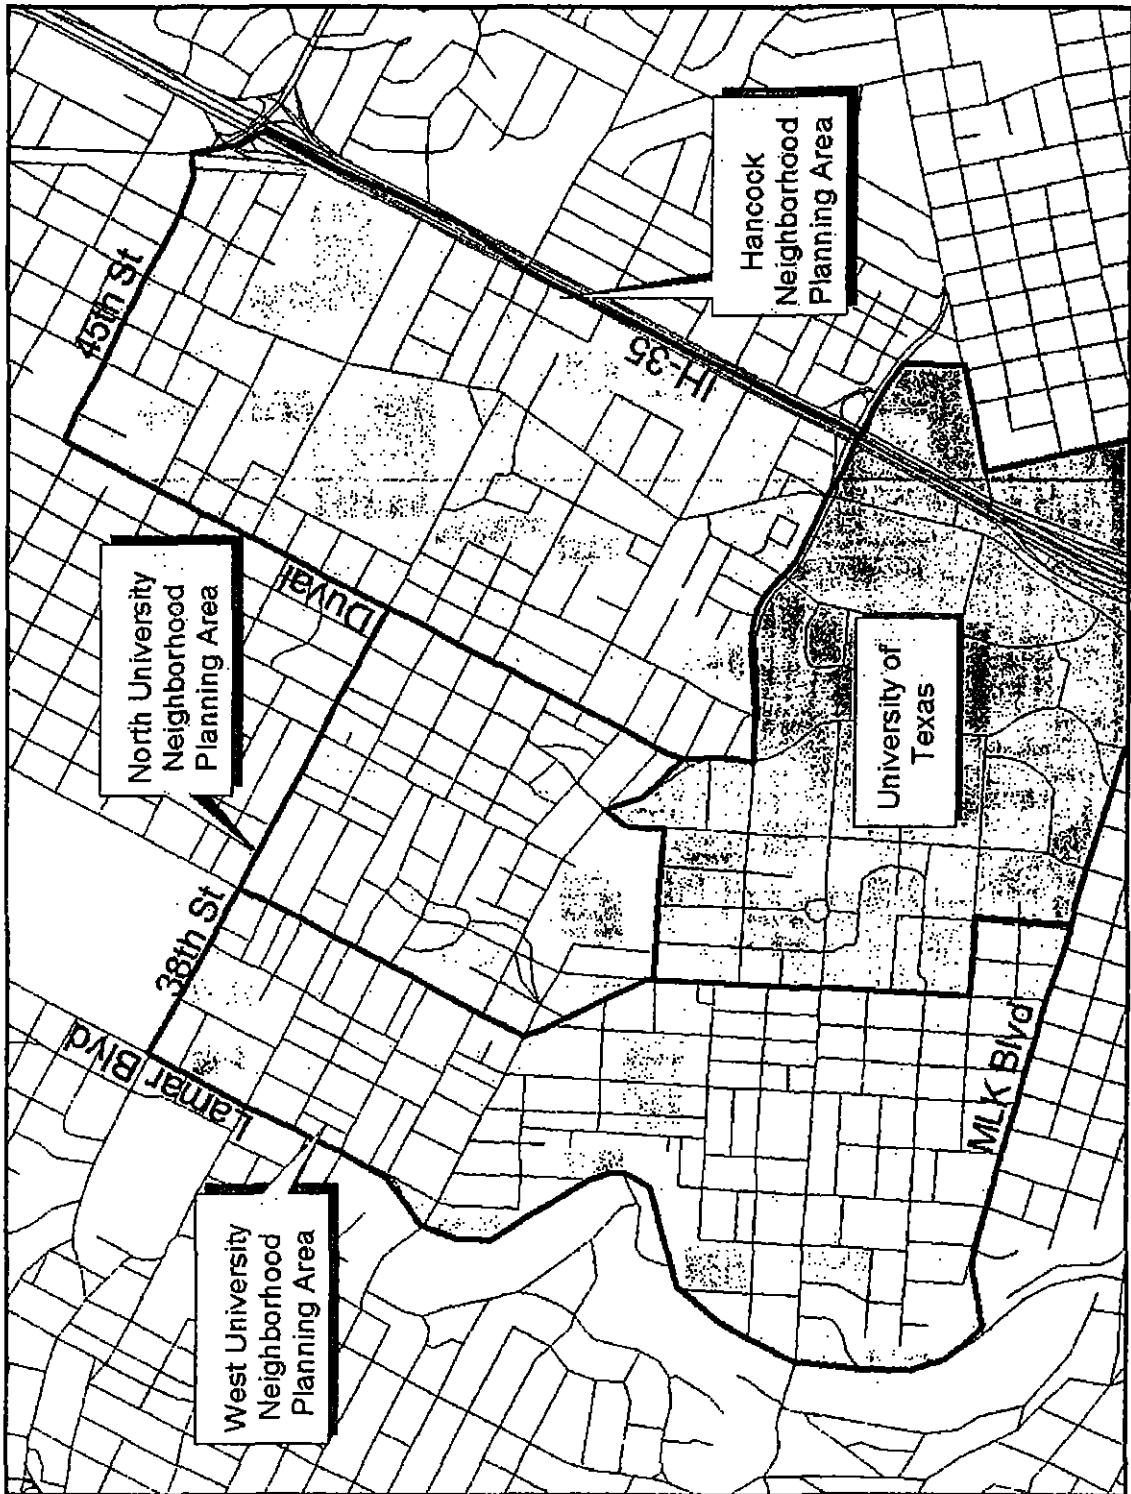 West University
Neighborhood
Planning Area
Lamar Blvd
38th St
North University
Neighborhood
Planning Area
Duval
45th St
IH-35
Hancock
Neighborhood
Planning Area
University of
Texas
MLK Blvd